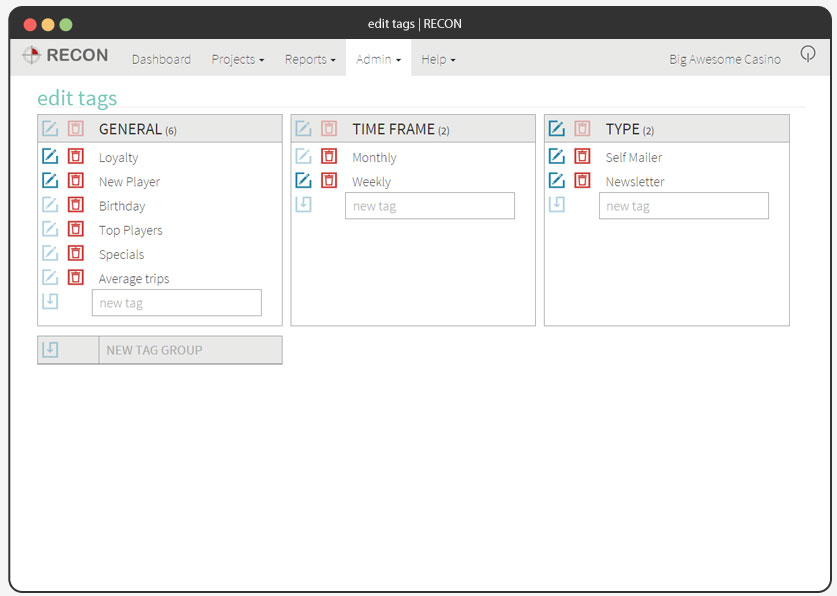 edit tags | RECON
RECON Dashboard Projects Reports Admin Help Big Awesome Casino
edit tags
GENERAL (6)
Loyalty
New Player
Birthday
Top Players
Specials
Average trips
new tag
TIME FRAME (2)
Monthly
Weekly
new tag
TYPE (2)
Self Mailer
Newsletter
new tag
NEW TAG GROUP